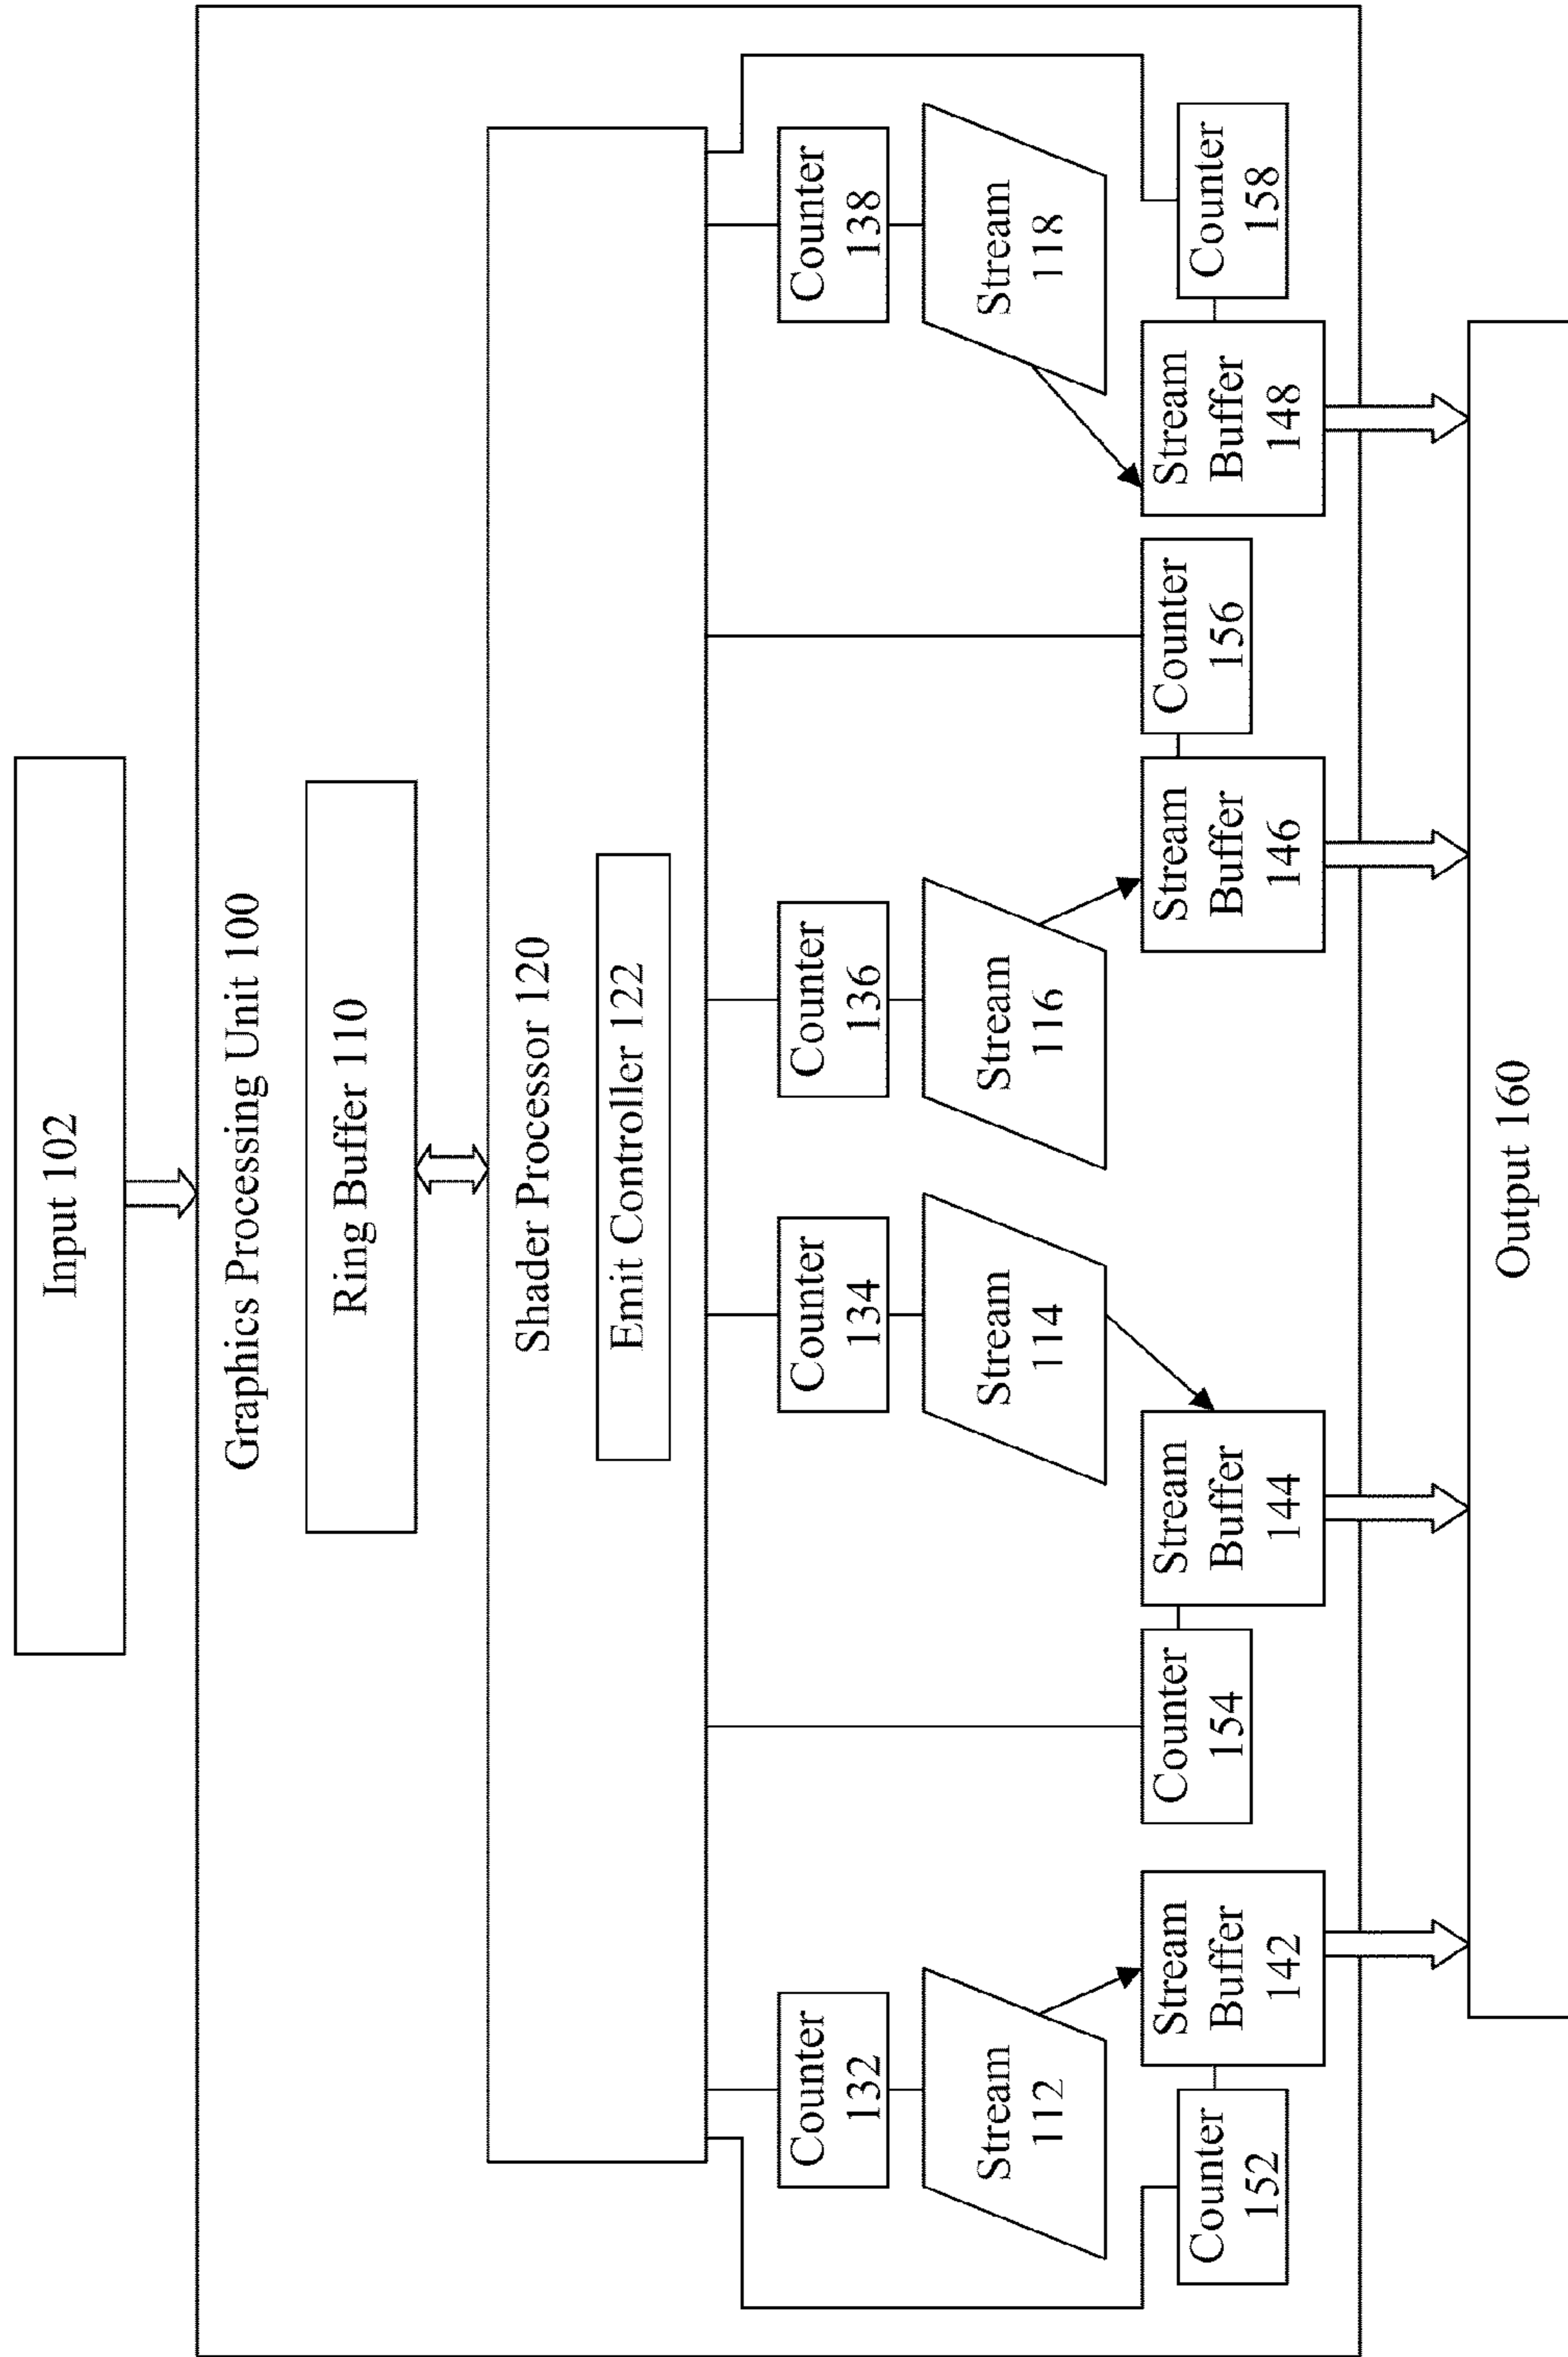 Input 102
Graphics Processing Unit 100
Ring Buffer 110
Shader Processor 120
Emit Controller 122
Counter
132
Counter
134
Counter
136
Counter
138
Stream
112
Stream
114
Stream
116
Stream
118
Counter
152
Stream
Buffer
142
Counter
154
Stream
Buffer
144
Stream
Buffer
146
Counter
156
Stream
Buffer
148
Counter
158
Output 160